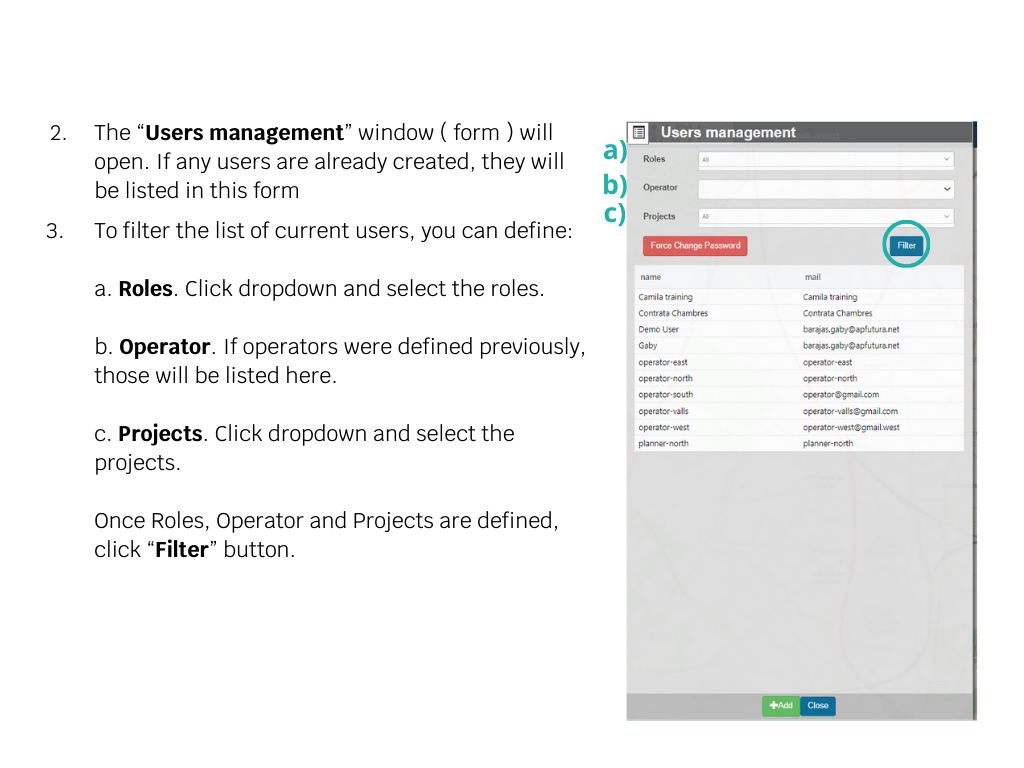 2. The “Users management” window ( form ) will
open. If any users are already created, they will
be listed in this form
3. To filter the list of current users, you can define:
a. Roles. Click dropdown and select the roles.
b. Operator. If operators were defined previously,
those will be listed here.
c. Projects. Click dropdown and select the
projects.
Once Roles, Operator and Projects are defined,
click “Filter” button.
Users management
a) Roles All
b) Operator
c) Projects All
Force Change Password Filter
name mail
Camila training Camila training
Contrata Chambres Contrata Chambres
Demo User barajas.gaby@apfutura.net
Gaby barajas.gaby@apfutura.net
operator-east operator-east
operator-north operator-north
operator-south operator@gmail.com
operator-valls operator-valls@gmail.com
operator-west operator-west@gmail.west
planner-north planner-north
+Add Close